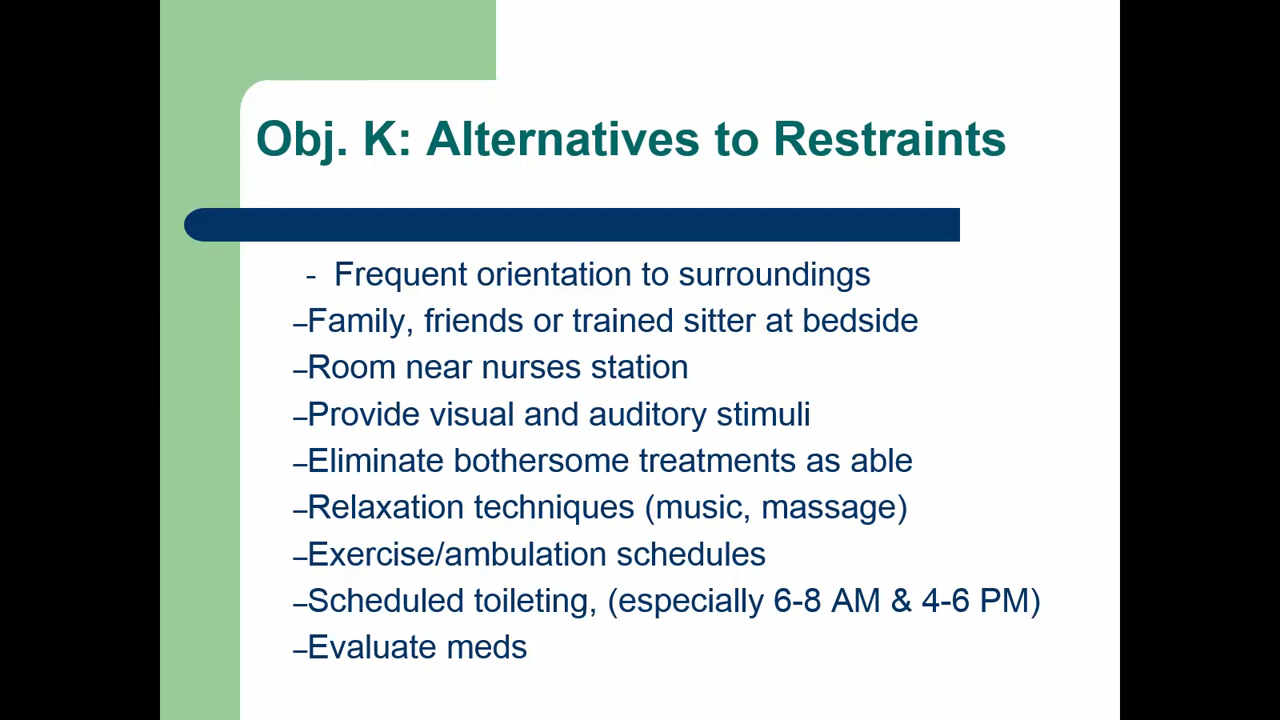 Obj. K: Alternatives to Restraints
- Frequent orientation to surroundings
–Family, friends or trained sitter at bedside
–Room near nurses station
–Provide visual and auditory stimuli
–Eliminate bothersome treatments as able
–Relaxation techniques (music, massage)
–Exercise/ambulation schedules
–Scheduled toileting, (especially 6-8 AM & 4-6 PM)
–Evaluate meds